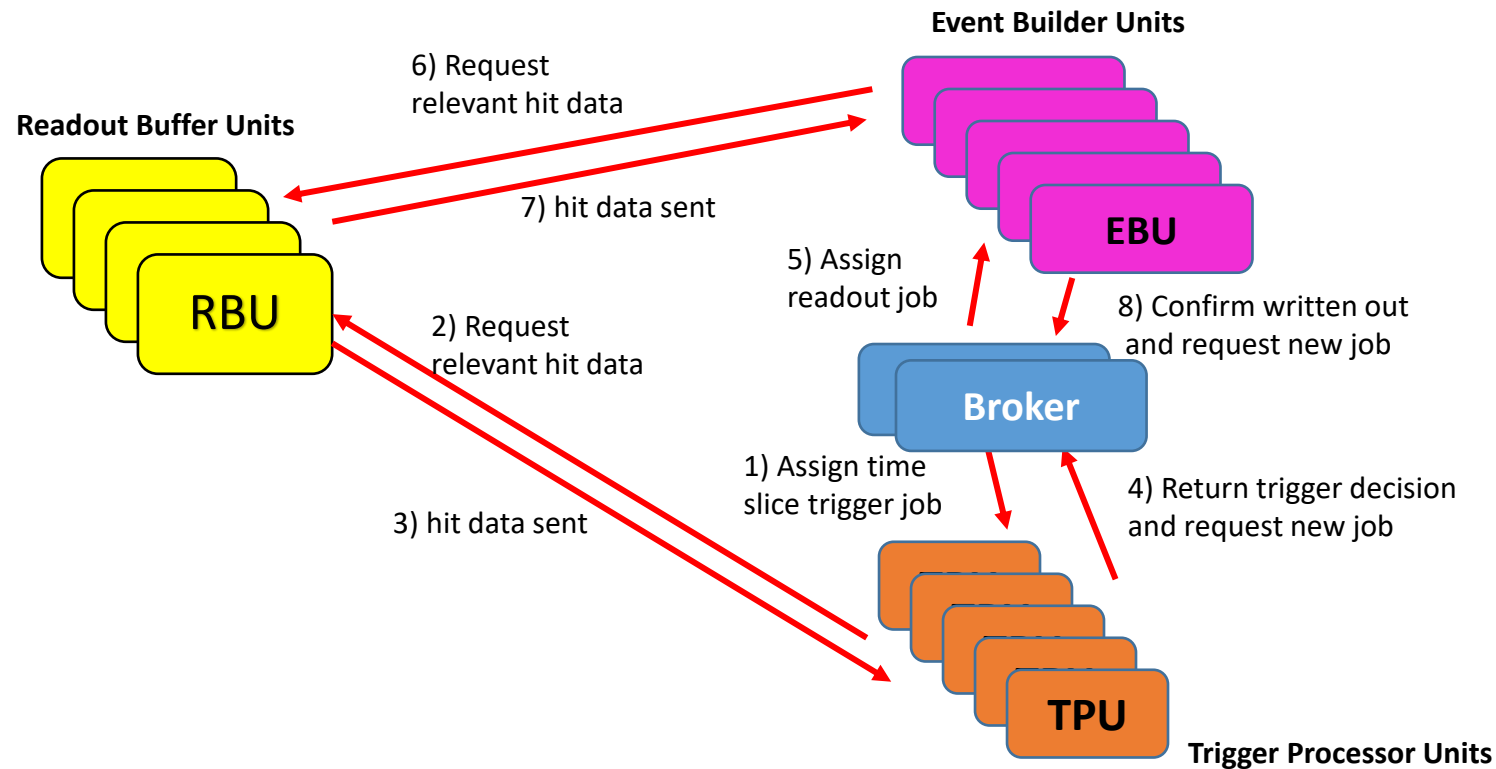 Event Builder Units
6) Request
relevant hit data
Readout Buffer Units
7) hit data sent
EBU
5) Assign
readout job
RBU
2) Request
relevant hit data
8) Confirm written out
and request new job
Broker
1) Assign time
slice trigger job
4) Return trigger decision
and request new job
3) hit data sent
TPU
Trigger Processor Units